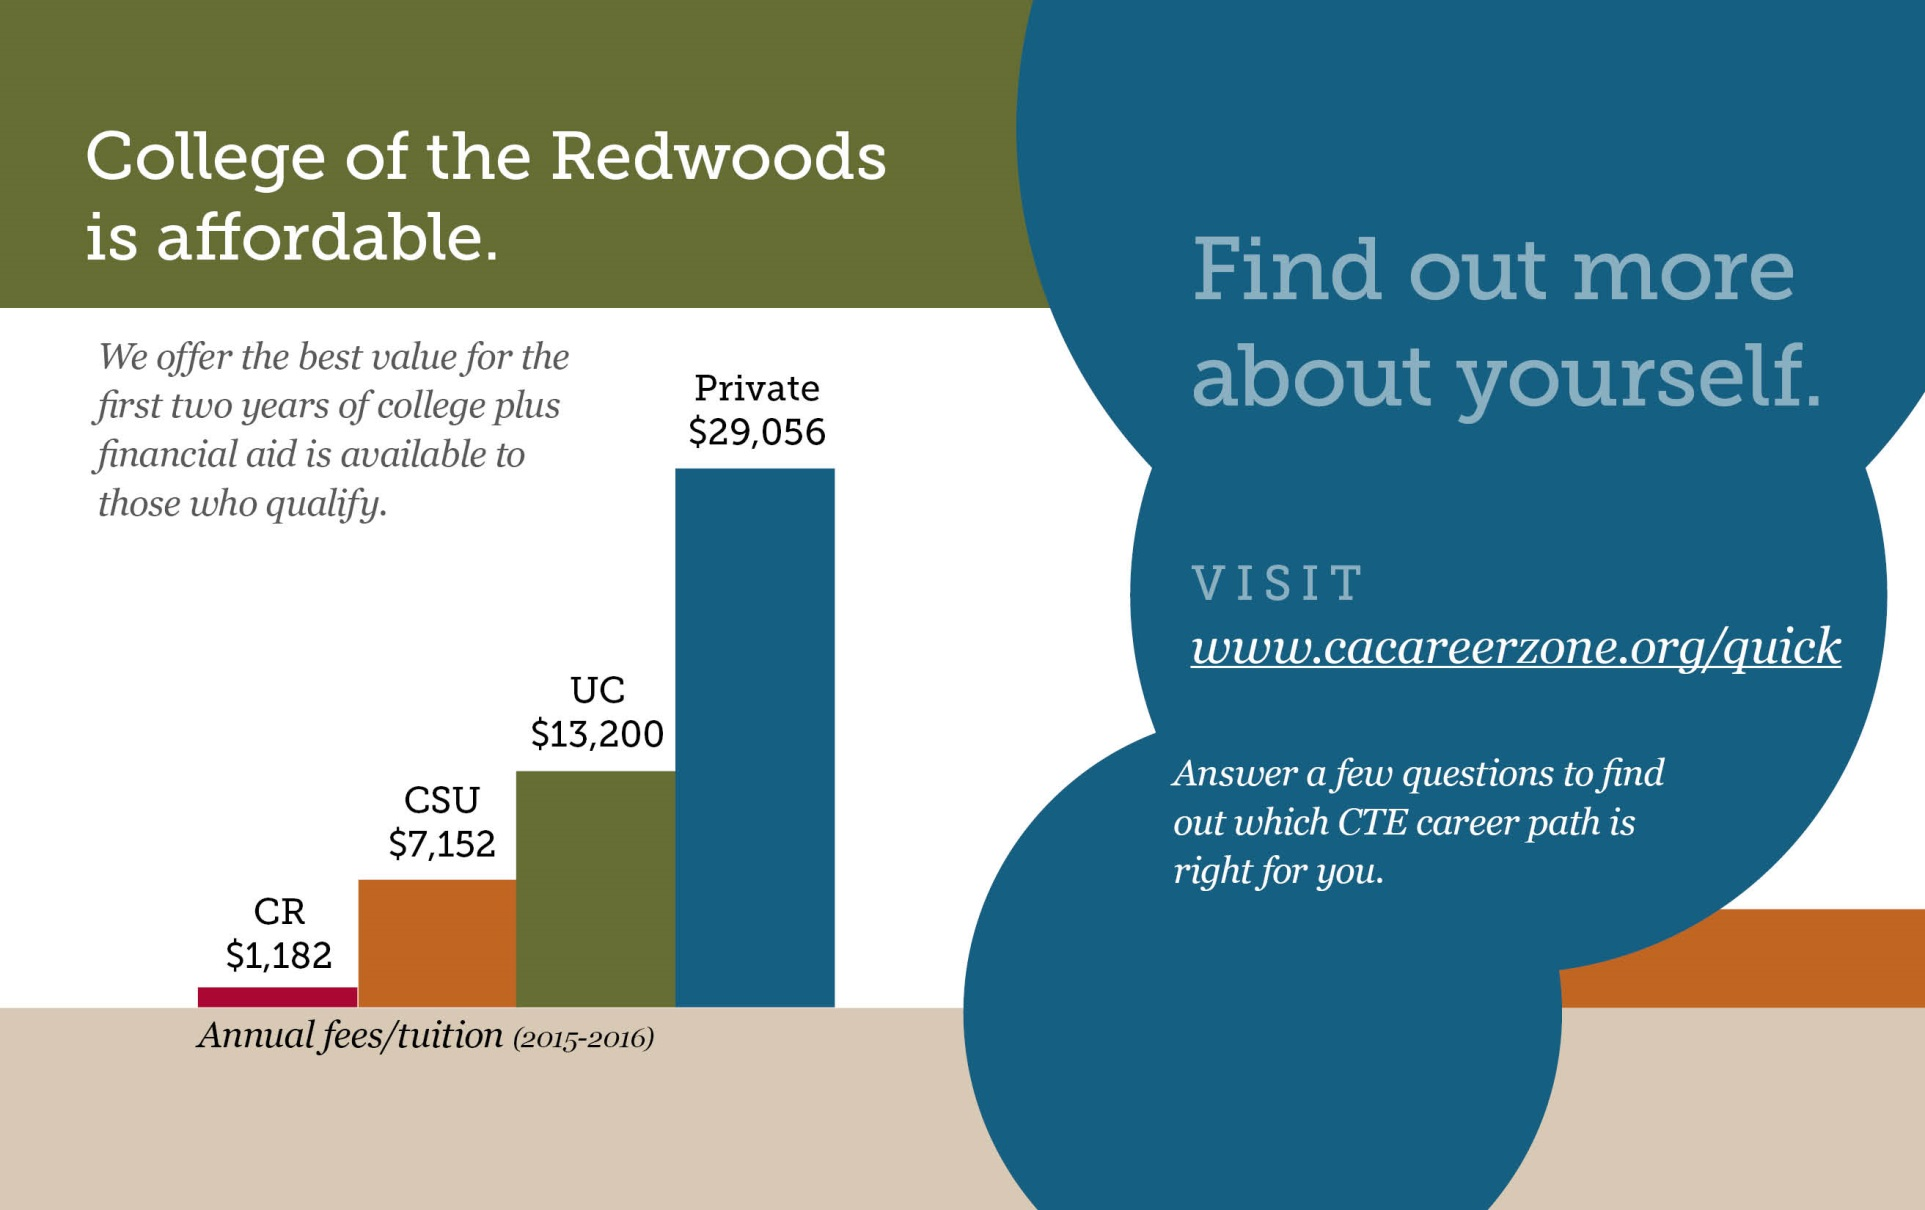 College of the Redwoods
is affordable.
We offer the best value for the
first two years of college plus
financial aid is available to
those who qualify.
Private
$29,056
UC
$13,200
CSU
$7,152
CR
$1,182
Annual fees/tuition (2015-2016)
Find out more
about yourself.
VISIT
www.cacareerzone.org/quick
Answer a few questions to find
out which CTE career path is
right for you.